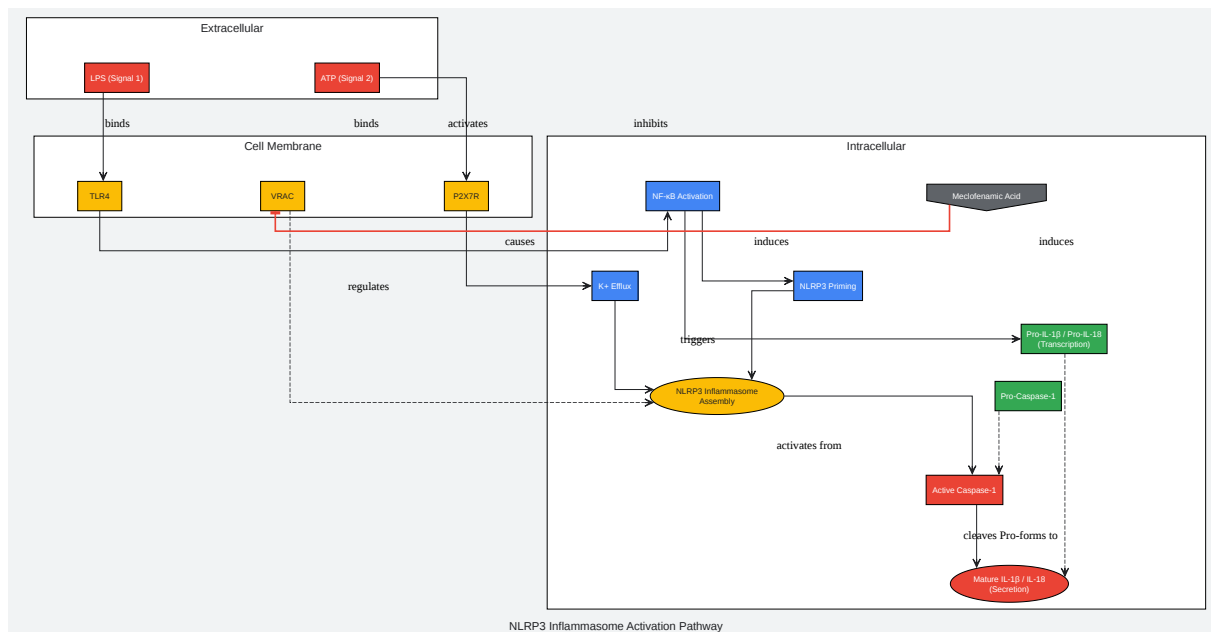 Extracellular
LPS (Signal 1)
ATP (Signal 2)
binds
binds
activates
inhibits
Cell Membrane
Intracellular
TLR4
VRAC
P2X7R
NF-κB Activation
Meclofenamic Acid
causes
induces
induces
regulates
K+ Efflux
NLRP3 Priming
triggers
Pro-IL-1β / Pro-IL-18
(Transcription)
NLRP3 Inflammasome
Assembly
Pro-Caspase-1
activates from
Active Caspase-1
cleaves Pro-forms to
Mature IL-1β / IL-18
(Secretion)
NLRP3 Inflammasome Activation Pathway